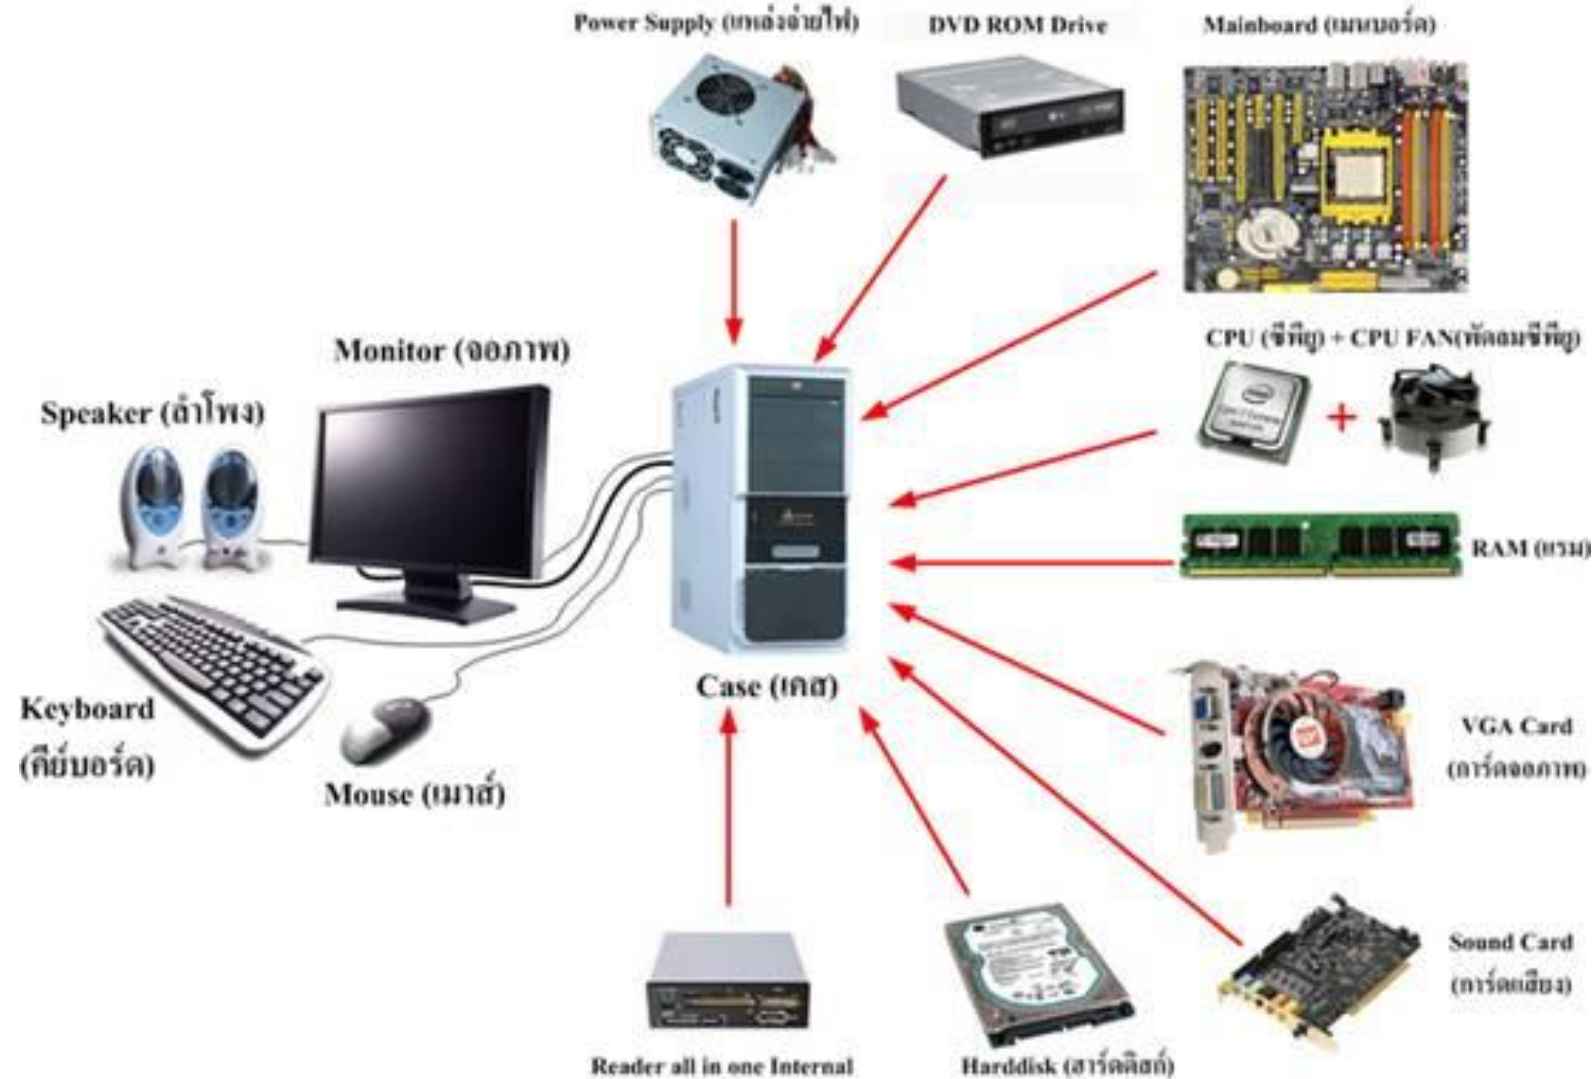 Power Supply (แหล่งจ่ายไฟ)
DVD ROM Drive
Mainboard (เมนบอร์ด)
Monitor (จอภาพ)
CPU (ซีพียู) + CPU FAN(พัดลมซีพียู)
Speaker (ลำโพง)
+
RAM (แรม)
Case (เคส)
Keyboard
(คีย์บอร์ด)
Mouse (เมาส์)
VGA Card
(การ์ดจอภาพ)
Sound Card
(การ์ดเสียง)
Reader all in one Internal
Harddisk (ฮาร์ดดิสก์)